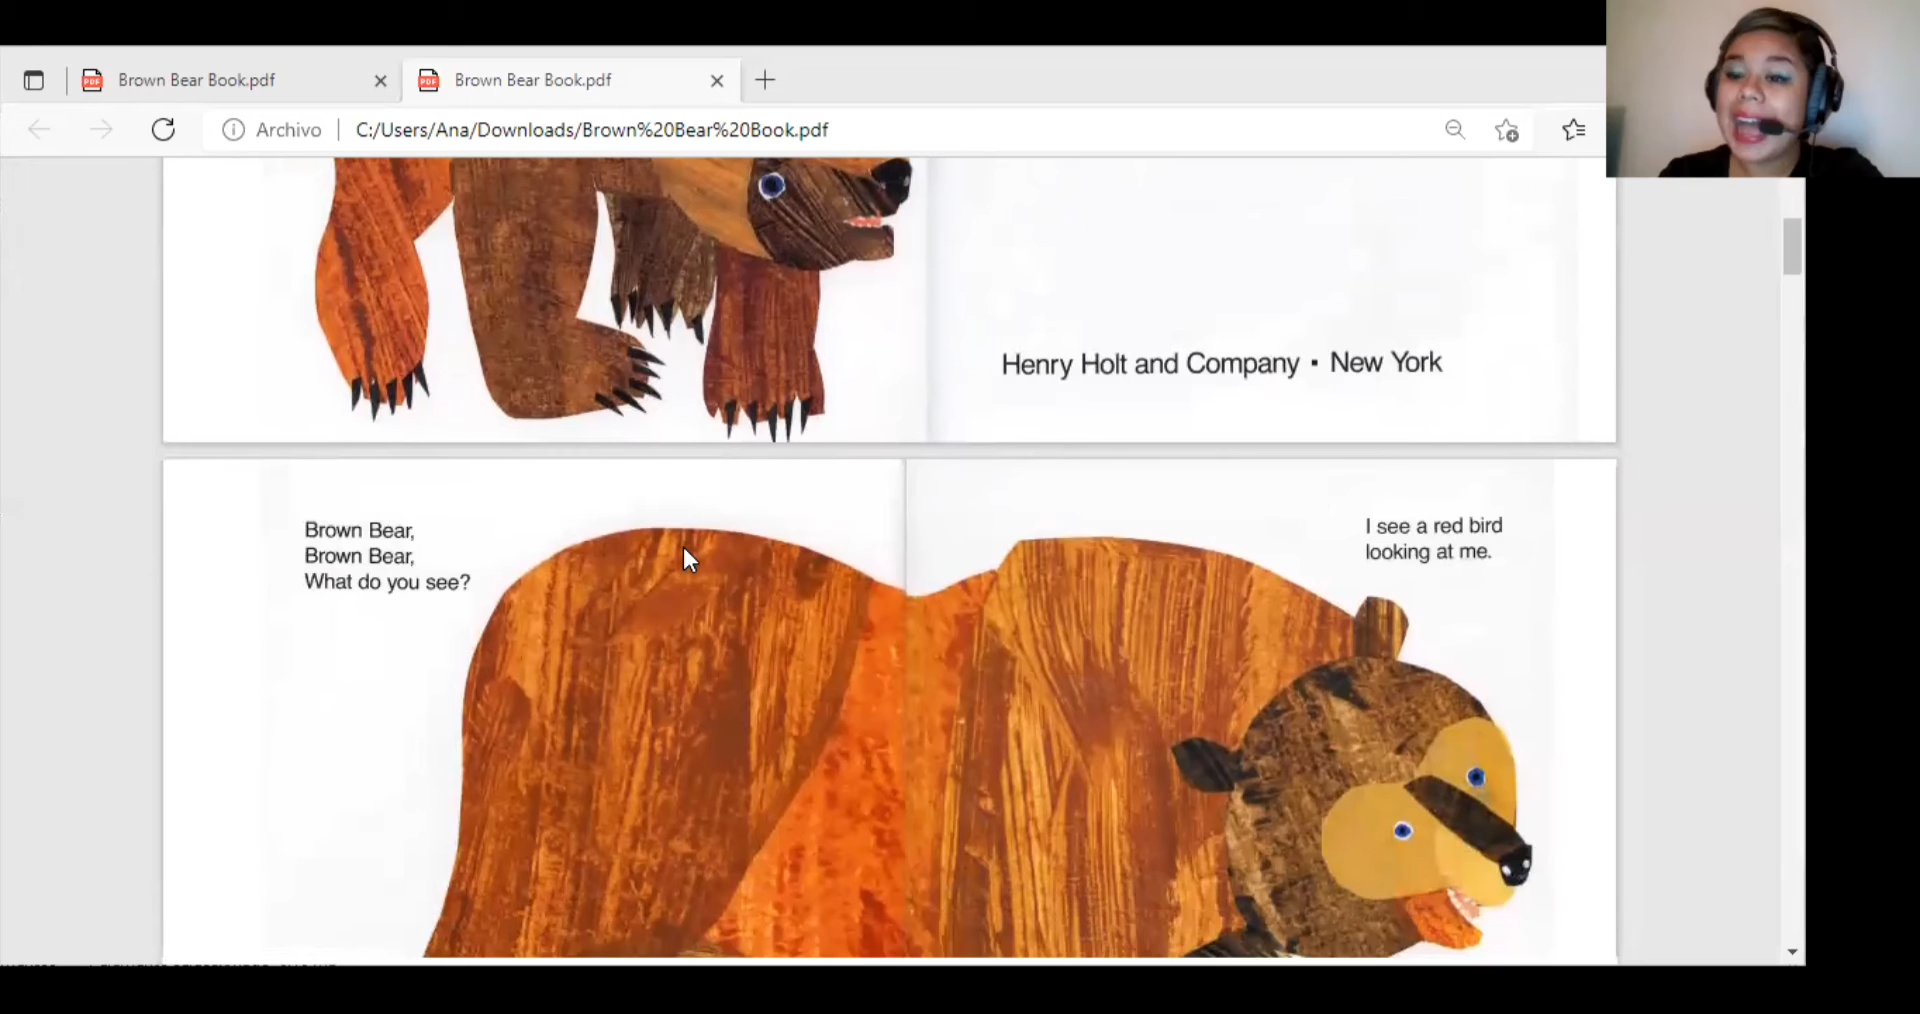 Brown Bear Book.pdf
Brown Bear Book.pdf
Archivo
C:/Users/Ana/Downloads/Brown%20Bear%20Book.pdf
Henry Holt and Company · New York
Brown Bear,
Brown Bear,
What do you see?
I see a red bird
looking at me.